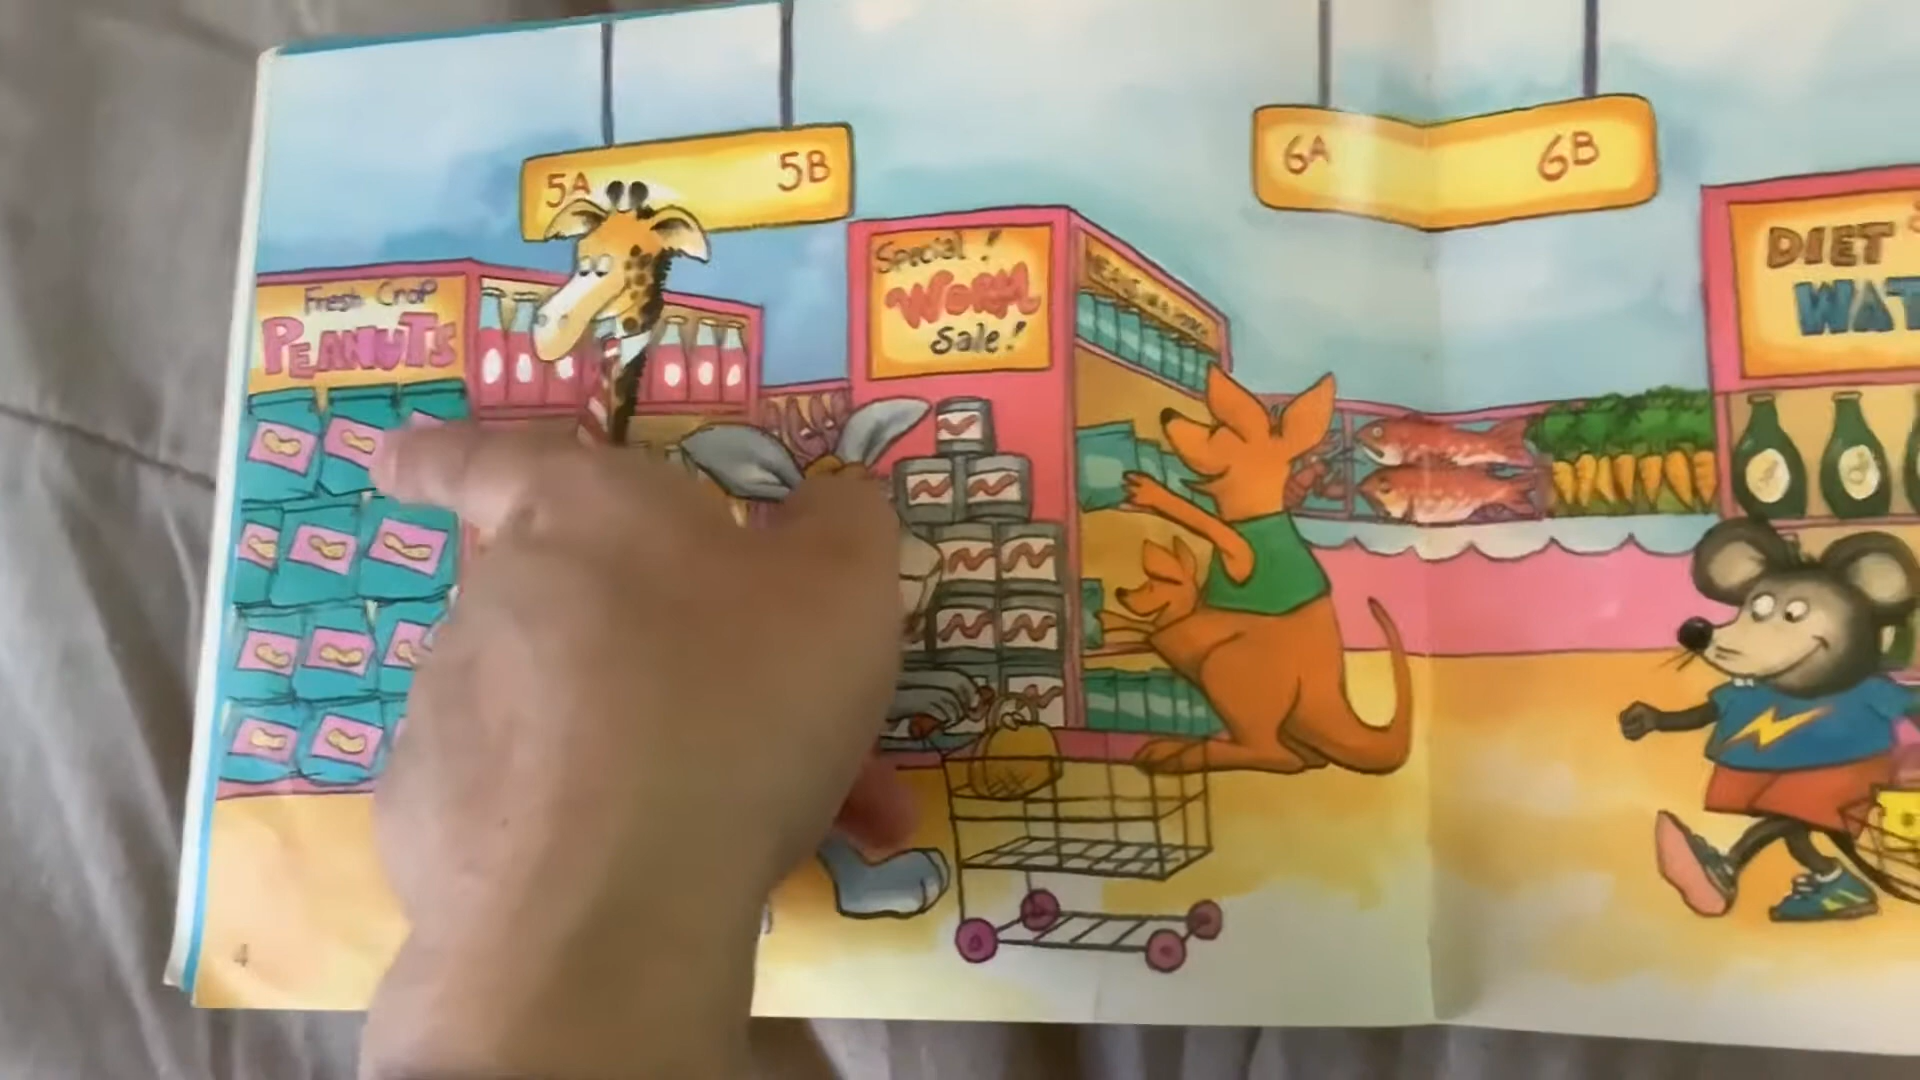 5A 5B
6A 6B
Fresh Crop
PEANUTS
Special!
WORM
Sale!
DIET
4